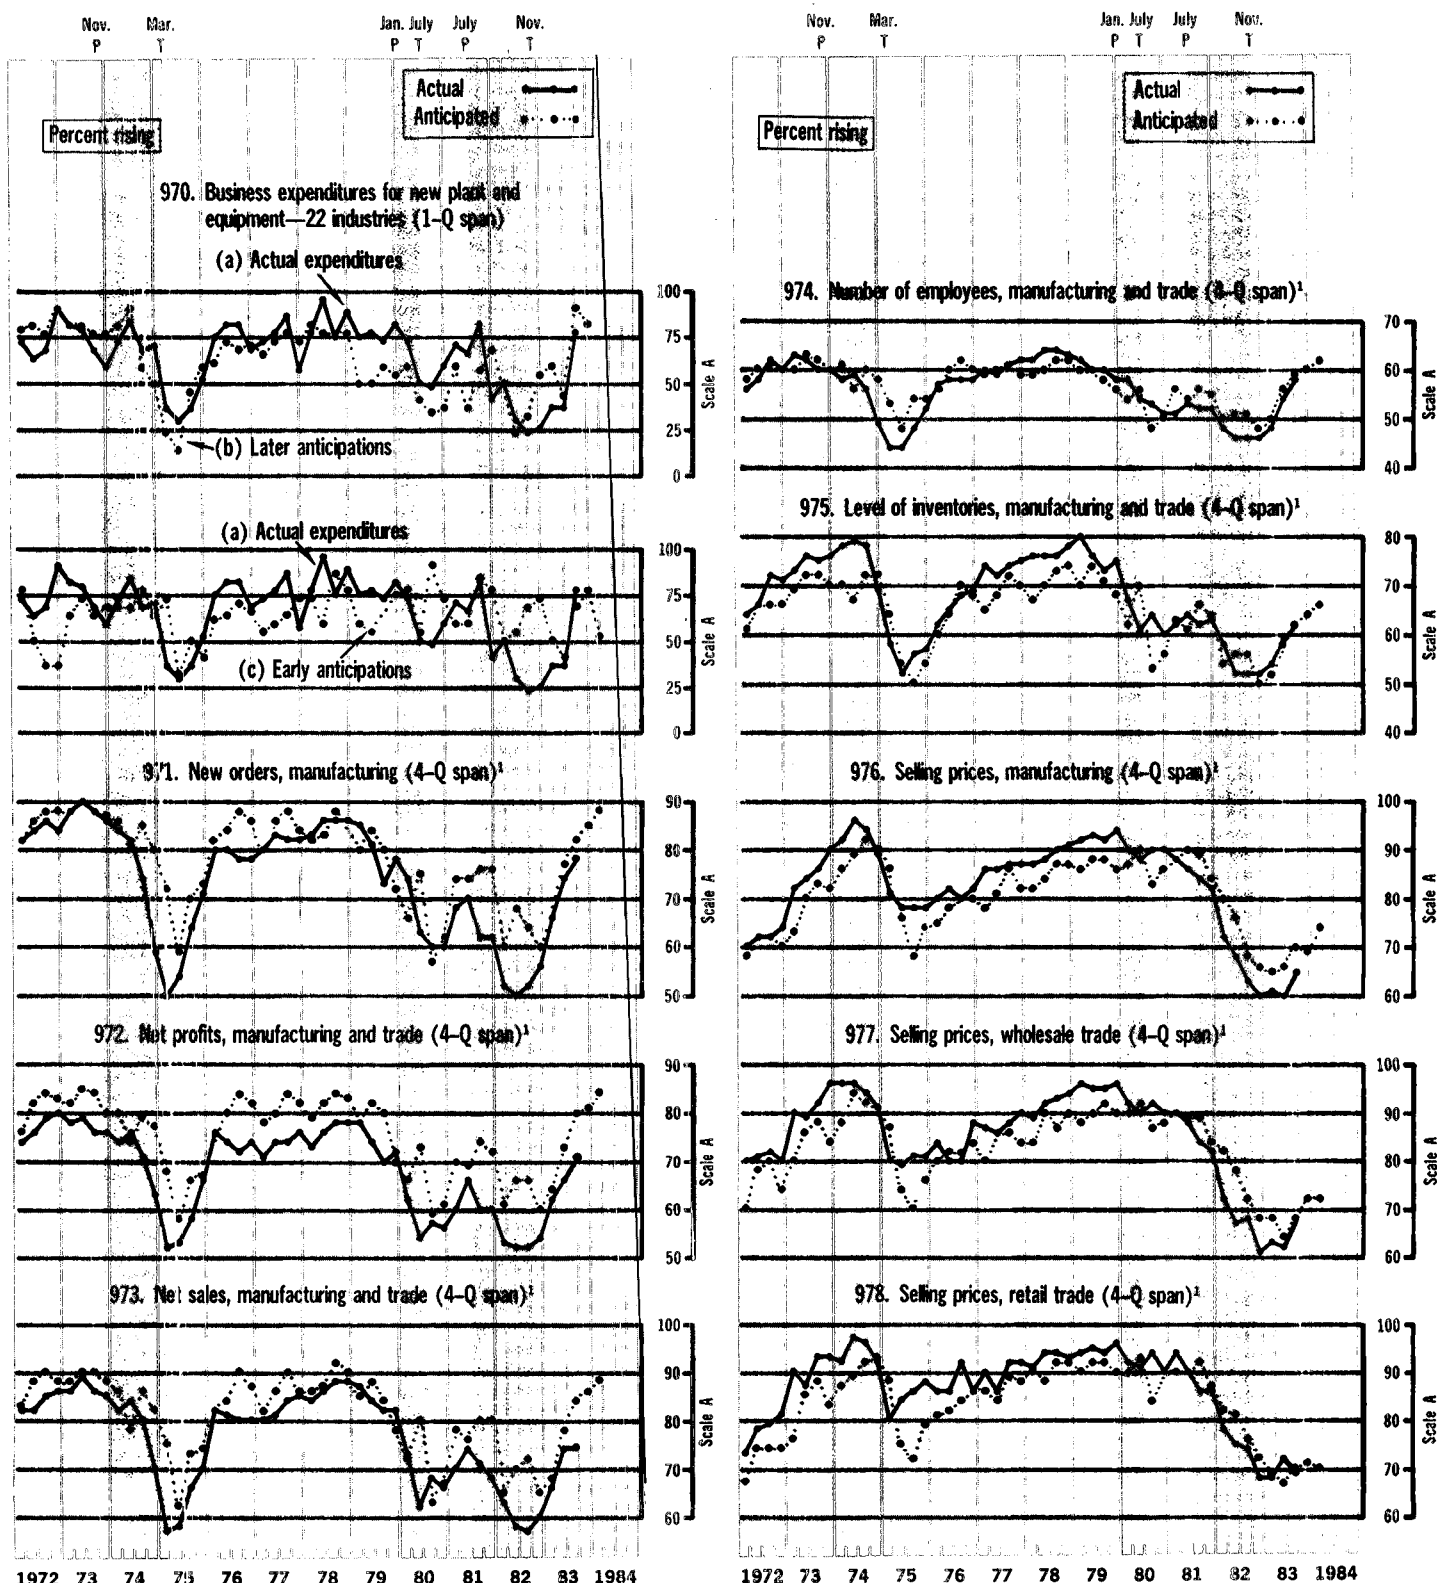 Nov. Mar. Jan. July July Nov.
P T P T P T
Actual
Anticipated
Percent rising
970. Business expenditures for new plant and
equipment—22 industries (1-Q span)
(a) Actual expenditures
100
75
50
25
0
Scale A
(b) Later anticipations
(a) Actual expenditures
100
75
50
25
0
Scale A
(c) Early anticipations
971. New orders, manufacturing (4-Q span)¹
90
80
70
60
50
Scale A
972. Net profits, manufacturing and trade (4-Q span)¹
90
80
70
60
50
Scale A
973. Net sales, manufacturing and trade (4-Q span)¹
100
90
80
70
60
Scale A
1972 73 74 75 76 77 78 79 80 81 82 83 1984
Nov. Mar. Jan. July July Nov.
P T P T P T
Actual
Anticipated
Percent rising
974. Number of employees, manufacturing and trade (4-Q span)¹
70
60
50
40
Scale A
975. Level of inventories, manufacturing and trade (4-Q span)¹
80
70
60
50
40
Scale A
976. Selling prices, manufacturing (4-Q span)¹
100
90
80
70
60
Scale A
977. Selling prices, wholesale trade (4-Q span)¹
100
90
80
70
60
Scale A
978. Selling prices, retail trade (4-Q span)¹
100
90
80
70
60
Scale A
1972 73 74 75 76 77 78 79 80 81 82 83 1984